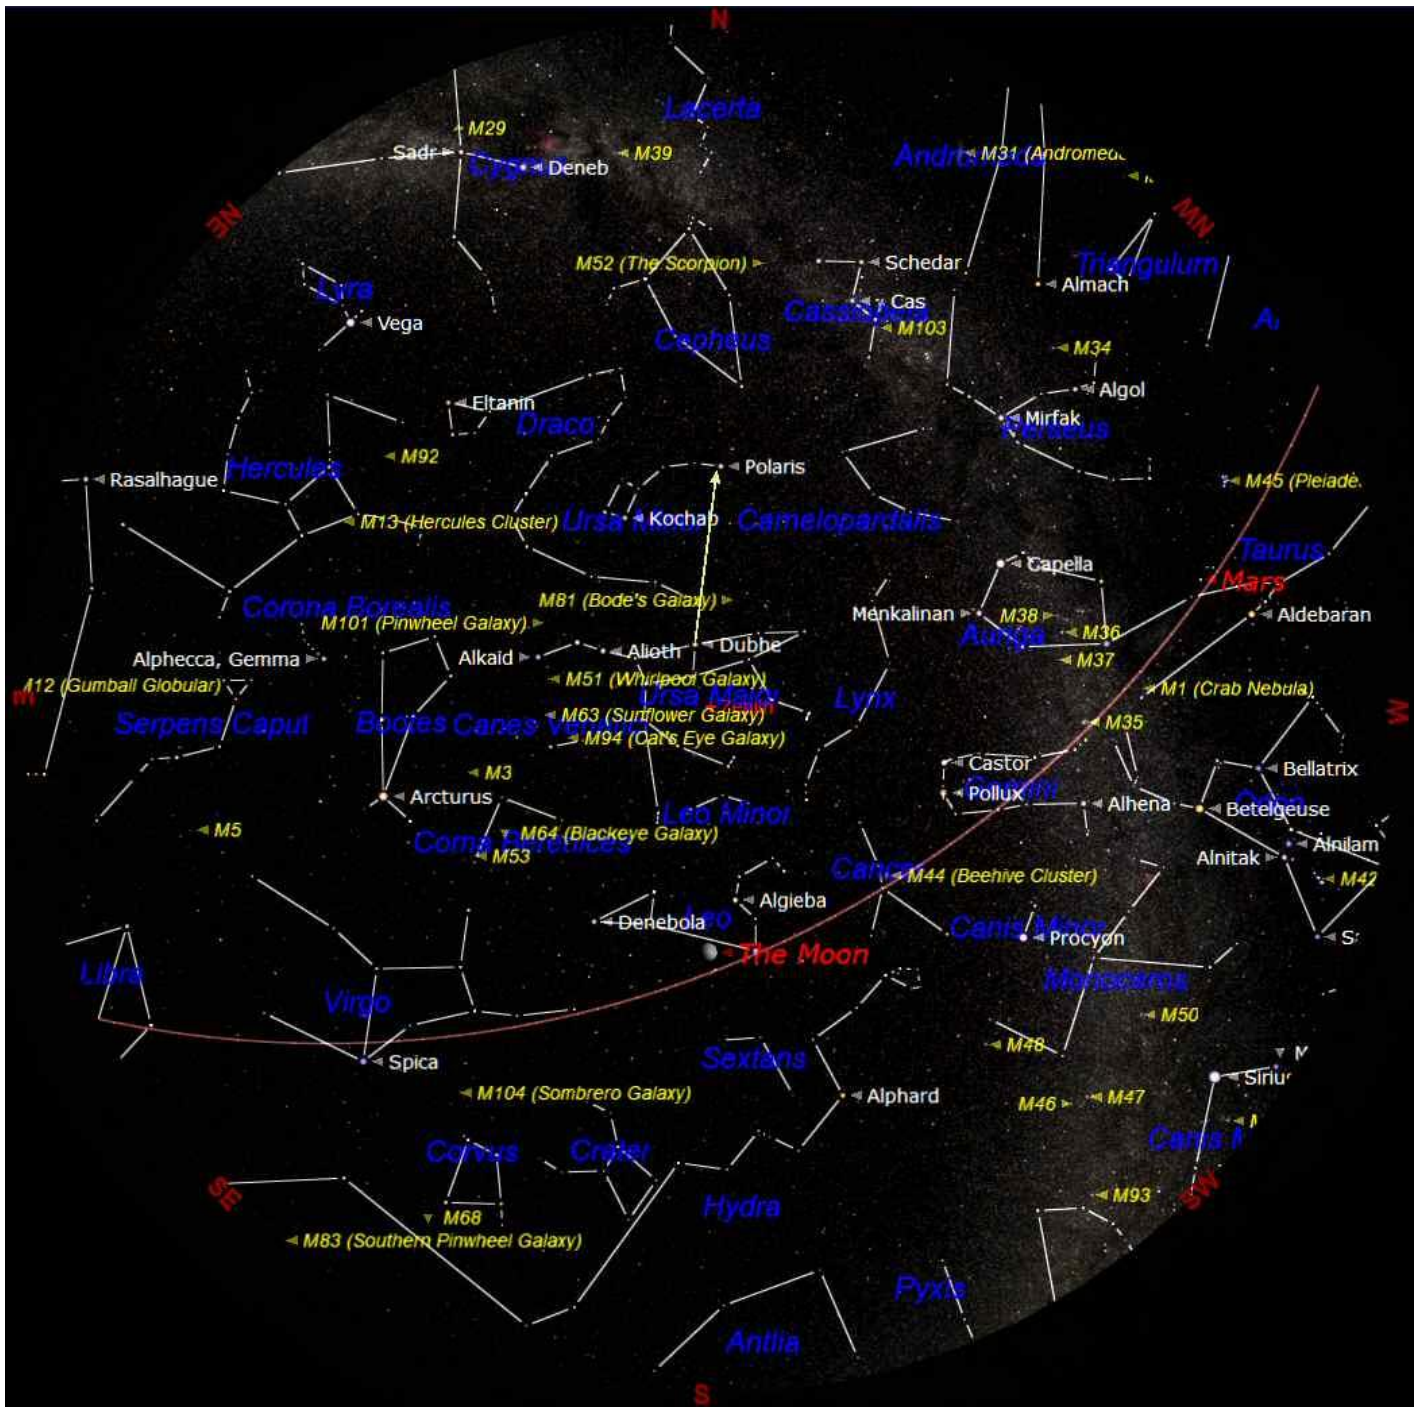 N
Lacerta
M29
Sadr
Cygnus
Deneb
M39
M31 (Andromeda
NE
NW
M52 (The Scorpion)
Schedar
Triangulum
Almach
Lyra
Vega
Cas
Cassiopeia
M103
Cepheus
M34
Algol
Eltanin
Draco
Mirfak
Perseus
M92
Hercules
Rasalhague
Polaris
M45 (Pleiade
M13 (Hercules Cluster)
Kochab
Camelopardalis
Taurus
Capella
Mars
M81 (Bode's Galaxy)
Corona Borealis
M101 (Pinwheel Galaxy)
Menkalinan
M38
Aldebaran
Auriga
M36
Alphecca, Gemma
Alkaid
Alioth
Dubhe
M37
M12 (Gumball Globular)
M51 (Whirlpool Galaxy)
Ursa Major
M1 (Crab Nebula)
E
Serpens Caput
Bootes
Canes
M63 (Sunflower Galaxy)
Lynx
M35
W
M94 (Cat's Eye Galaxy)
M3
Castor
Gemini
Pollux
Bellatrix
Arcturus
Alhena
Betelgeuse
Leo Minor
M5
M64 (Blackeye Galaxy)
Coma Berenices
M53
Alnilam
Alnitak
Cancer
M44 (Beehive Cluster)
M42
Algieba
Leo
Denebola
Canis Minor
Procyon
The Moon
Libra
Virgo
Monoceros
M50
Sextans
M48
Spica
Sirius
M104 (Sombrero Galaxy)
Alphard
M46
M47
Corvus
Crater
Canis M
SE
M93
SW
Hydra
M68
M83 (Southern Pinwheel Galaxy)
Pyxis
Antlia
S